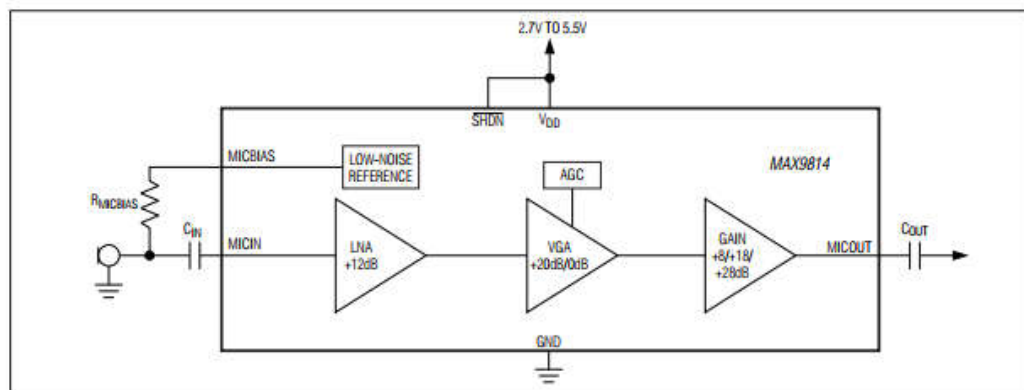 2.7V TO 5.5V
SHDN
VDD
MICBIAS
LOW-NOISE
REFERENCE
MAX9814
AGC
RMICBIAS
CIN
MICIN
LNA
+12dB
VGA
+20dB/0dB
GAIN
+8/+18/
+28dB
MICOUT
COUT
GND